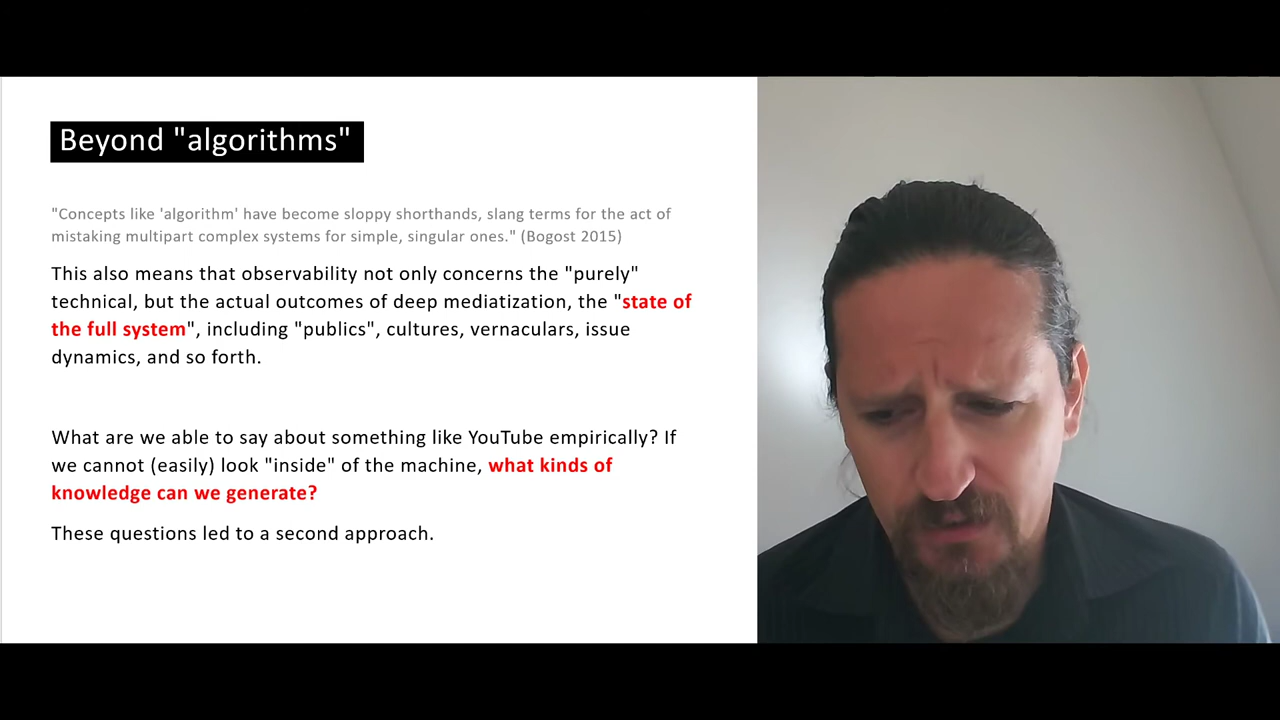 Beyond "algorithms"
"Concepts like 'algorithm' have become sloppy shorthands, slang terms for the act of
mistaking multipart complex systems for simple, singular ones." (Bogost 2015)
This also means that observability not only concerns the "purely"
technical, but the actual outcomes of deep mediatization, the "state of
the full system", including "publics", cultures, vernaculars, issue
dynamics, and so forth.
What are we able to say about something like YouTube empirically? If
we cannot (easily) look "inside" of the machine, what kinds of
knowledge can we generate?
These questions led to a second approach.